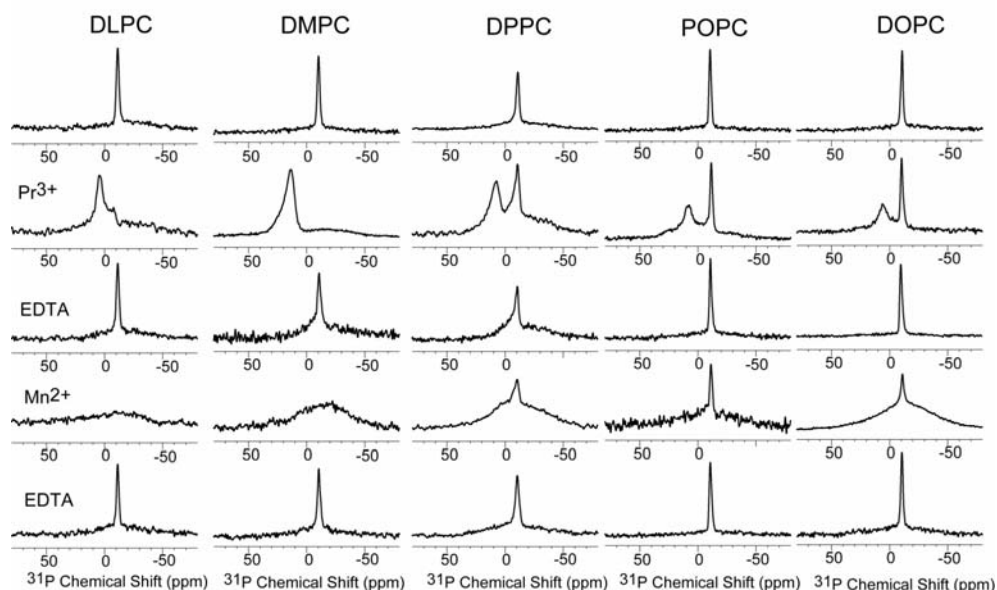 DLPC DMPC DPPC POPC DOPC
50 0 -50 50 0 -50 50 0 -50 50 0 -50 50 0 -50
Pr3+
50 0 -50 50 0 -50 50 0 -50 50 0 -50 50 0 -50
EDTA
50 0 -50 50 0 -50 50 0 -50 50 0 -50 50 0 -50
Mn2+
50 0 -50 50 0 -50 50 0 -50 50 0 -50 50 0 -50
EDTA
50 0 -50 50 0 -50 50 0 -50 50 0 -50 50 0 -50
31P Chemical Shift (ppm) 31P Chemical Shift (ppm) 31P Chemical Shift (ppm) 31P Chemical Shift (ppm) 31P Chemical Shift (ppm)